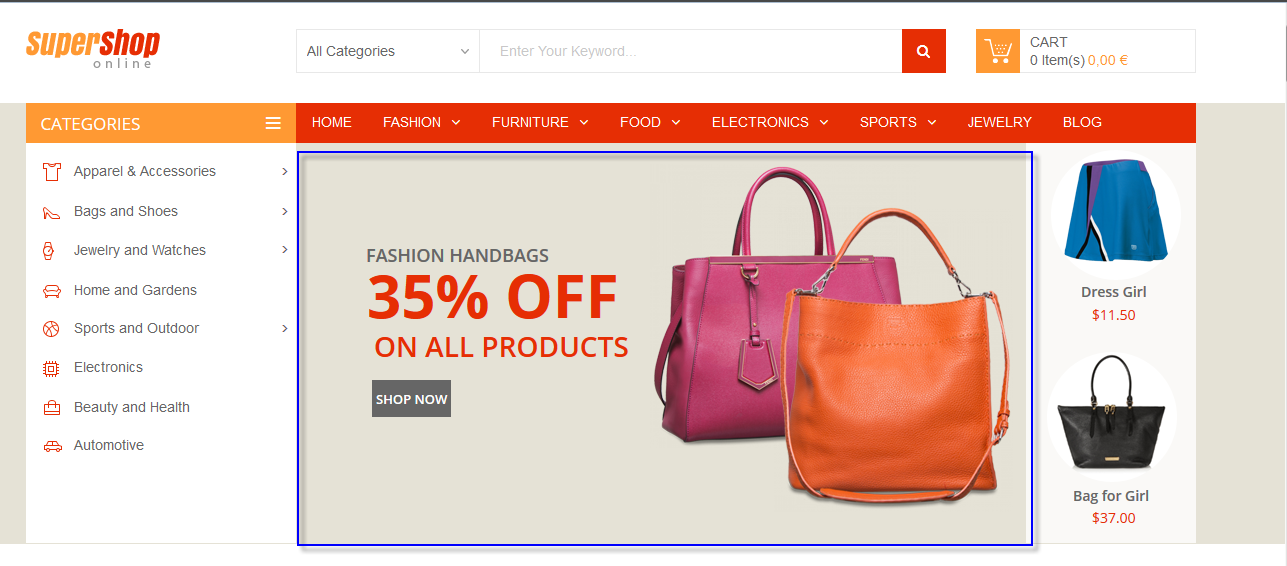 SuperShop
online
All Categories
Enter Your Keyword...
CART
0 Item(s) 0,00 €
CATEGORIES
HOME FASHION FURNITURE FOOD ELECTRONICS SPORTS JEWELRY BLOG
Apparel & Accessories
Bags and Shoes
Jewelry and Watches
Home and Gardens
Sports and Outdoor
Electronics
Beauty and Health
Automotive
FASHION HANDBAGS
35% OFF
ON ALL PRODUCTS
SHOP NOW
Dress Girl
$11.50
Bag for Girl
$37.00